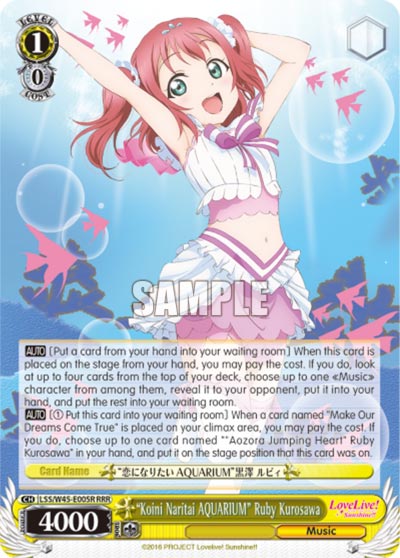 LEVEL
1
0
COST
SAMPLE
AUTO [Put a card from your hand into your waiting room] When this card is
placed on the stage from your hand, you may pay the cost. If you do, look
at up to four cards from the top of your deck, choose up to one «Music»
character from among them, reveal it to your opponent, put it into your
hand, and put the rest into your waiting room.
AUTO [① Put this card into your waiting room] When a card named "Make Our
Dreams Come True" is placed on your climax area, you may pay the cost. If
you do, choose up to one card named ""Aozora Jumping Heart" Ruby
Kurosawa" in your hand, and put it on the stage position that this card was on.
Card Name "恋になりたいAQUARIUM"黒澤 ルビィ
CH LSS/W45-E005R RRR
"Koini Naritai AQUARIUM" Ruby Kurosawa
LoveLive!
Sunshine!!
POWER 4000
SOUL
Music
©2016 PROJECT Lovelive! Sunshine!!